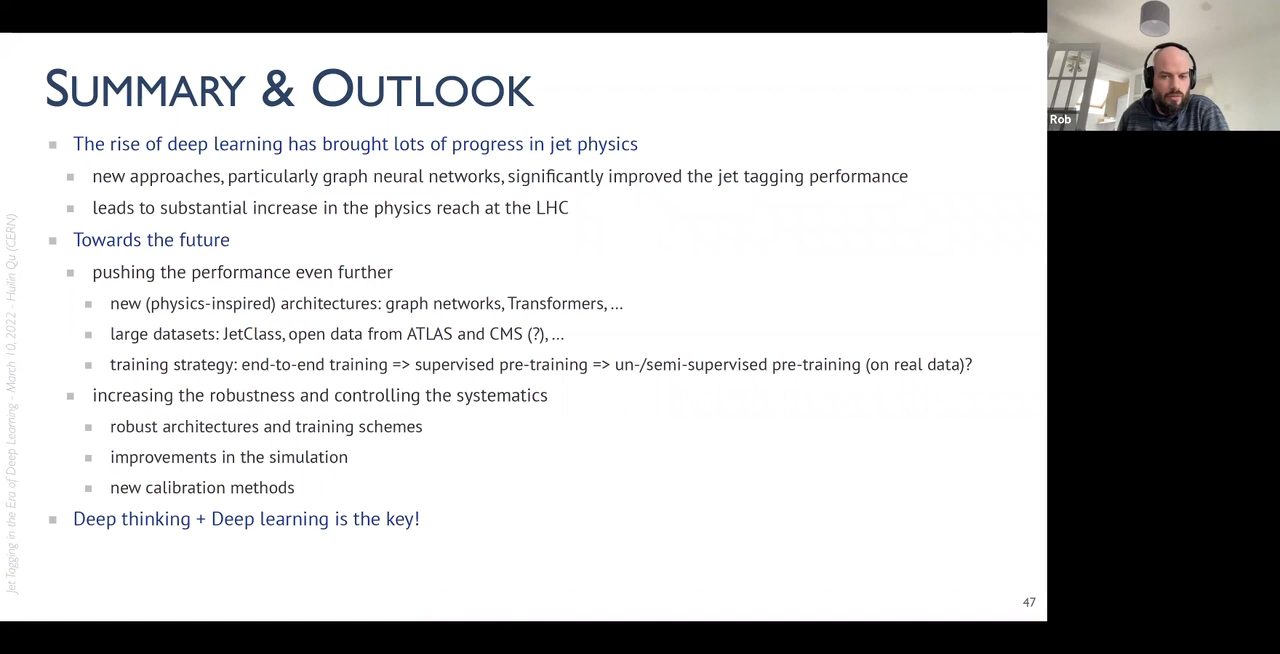 SUMMARY & OUTLOOK
The rise of deep learning has brought lots of progress in jet physics
new approaches, particularly graph neural networks, significantly improved the jet tagging performance
leads to substantial increase in the physics reach at the LHC
Towards the future
pushing the performance even further
new (physics-inspired) architectures: graph networks, Transformers, ...
large datasets: JetClass, open data from ATLAS and CMS (?), ...
training strategy: end-to-end training => supervised pre-training => un-/semi-supervised pre-training (on real data)?
increasing the robustness and controlling the systematics
robust architectures and training schemes
improvements in the simulation
new calibration methods
Deep thinking + Deep learning is the key!
47
Jet Tagging in the Era of Deep Learning - March 10, 2022 - Huilin Qu (CERN)
Rob